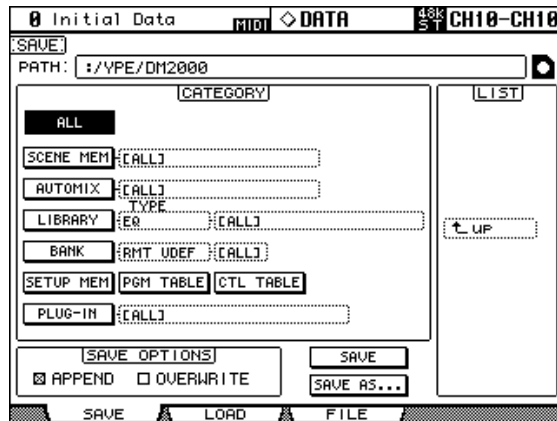 0 Initial Data MIDI ◇DATA 48K ST CH10-CH10
SAVE
PATH: :/YPE/DM2000
CATEGORY LIST
ALL
SCENE MEM [ALL]
AUTOMIX [ALL]
TYPE
LIBRARY EQ [ALL]
UP
BANK RMT UDEF [ALL]
SETUP MEM PGM TABLE CTL TABLE
PLUG-IN [ALL]
SAVE OPTIONS SAVE
APPEND OVERWRITE SAVE AS...
SAVE LOAD FILE